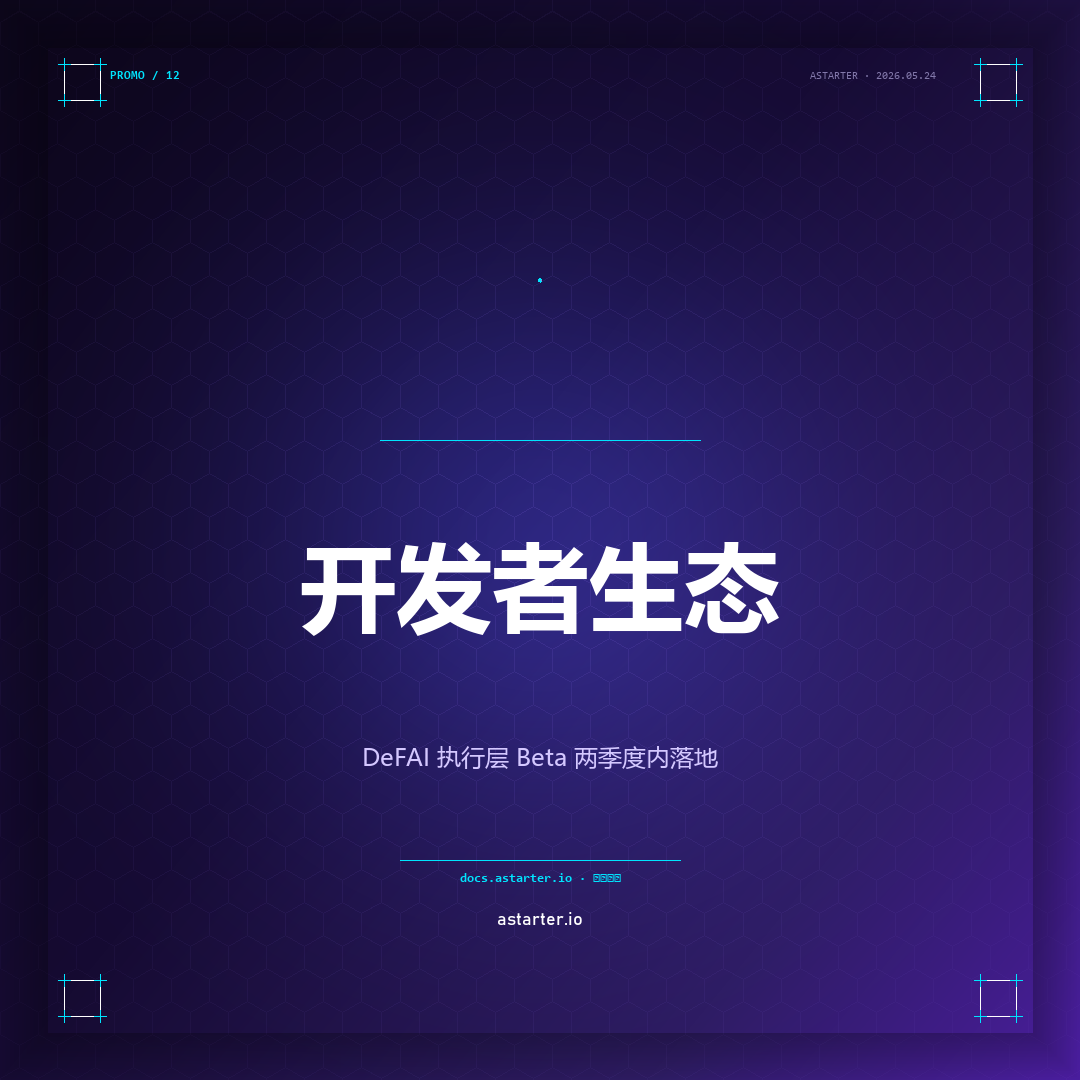 PROMO / 12
ASTARTER · 2026.05.24
开发者生态
DeFAI 执行层 Beta 两季度内落地
docs.astarter.io ·
astarter.io